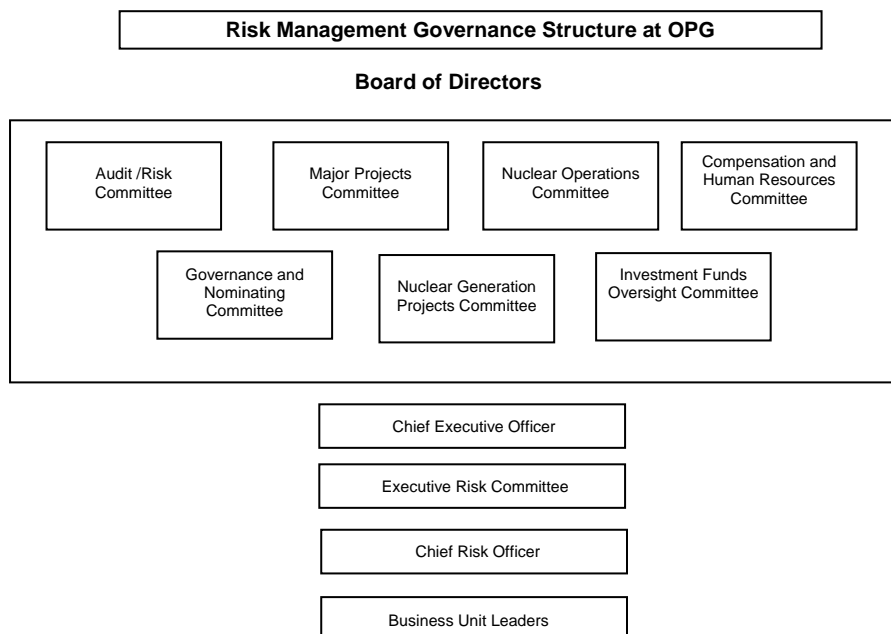 Risk Management Governance Structure at OPG
Board of Directors
Audit /Risk
Committee
Major Projects
Committee
Nuclear Operations
Committee
Compensation and
Human Resources
Committee
Governance and
Nominating
Committee
Nuclear Generation
Projects Committee
Investment Funds
Oversight Committee
Chief Executive Officer
Executive Risk Committee
Chief Risk Officer
Business Unit Leaders